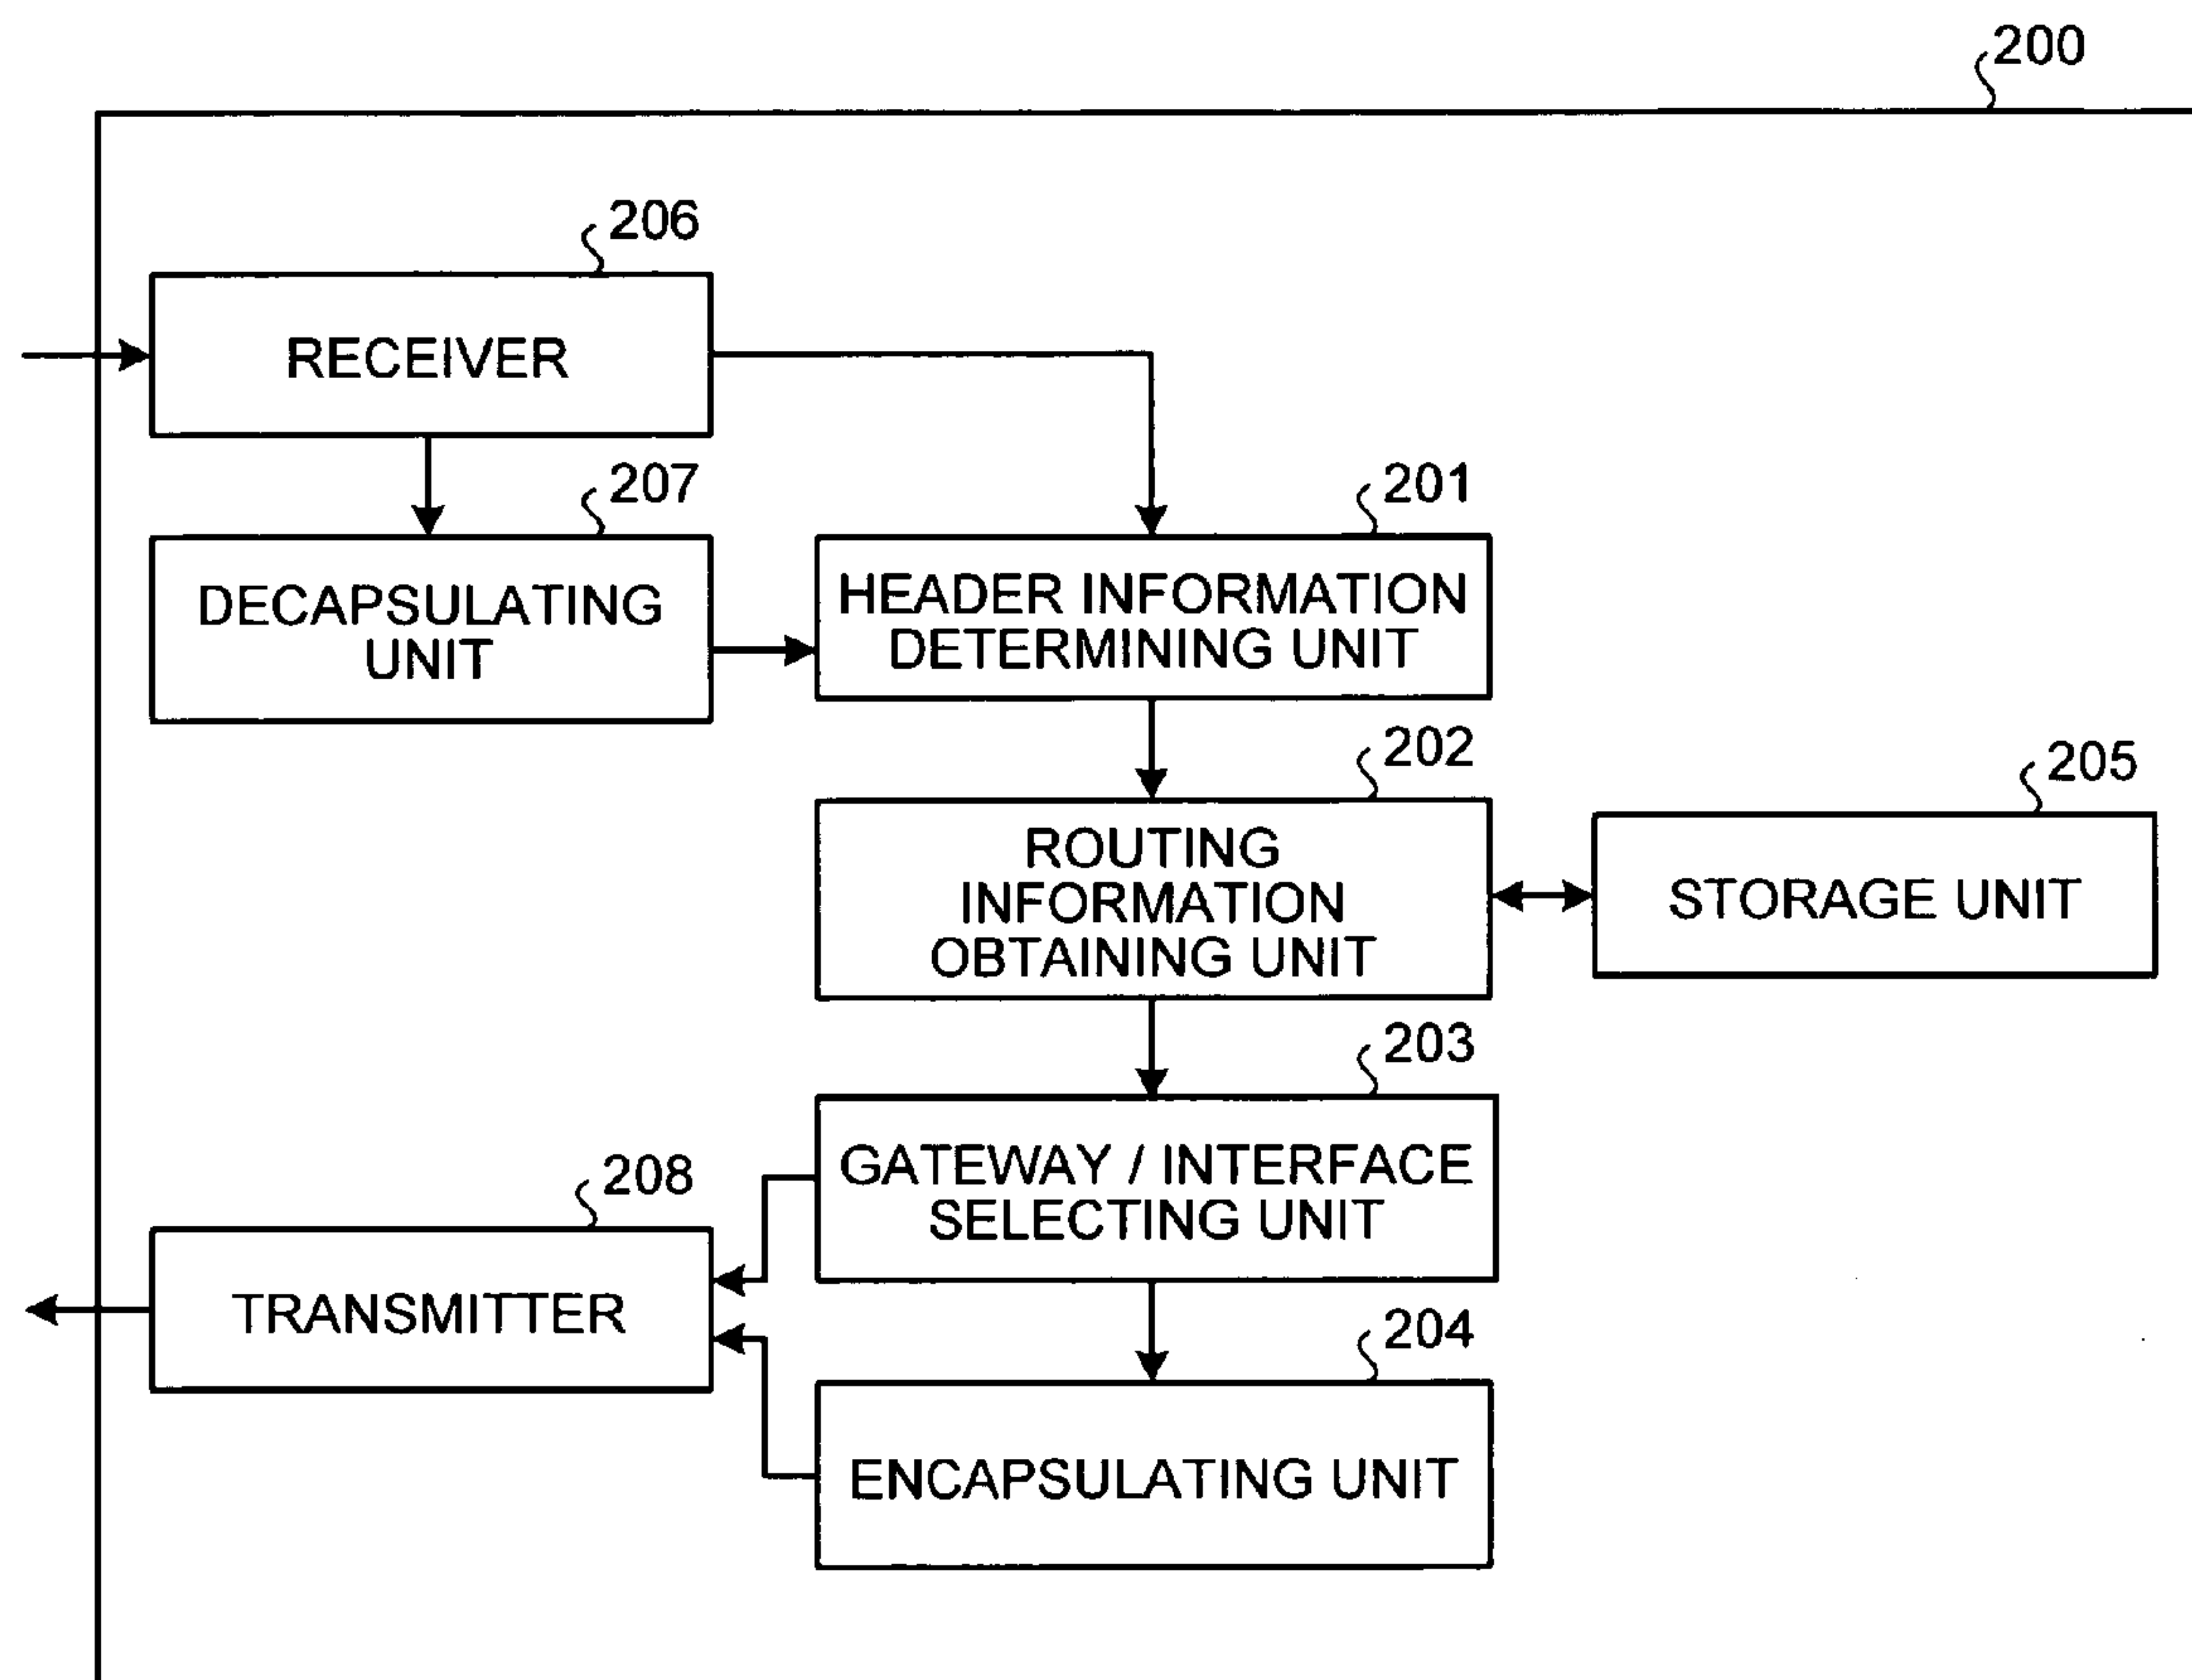 200
206
RECEIVER
207
DECAPSULATING
UNIT
201
HEADER INFORMATION
DETERMINING UNIT
202
ROUTING
INFORMATION
OBTAINING UNIT
205
STORAGE UNIT
203
GATEWAY / INTERFACE
SELECTING UNIT
208
TRANSMITTER
204
ENCAPSULATING UNIT